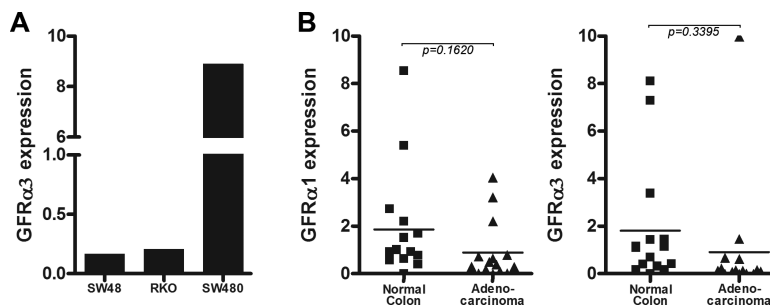 A
GFRα3 expression
10
8
6
1.0
0.5
0.0
SW48 RKO SW480
B
GFRα1 expression
10
8
6
4
2
0
p=0.1620
Normal Colon
Adeno-carcinoma
GFRα3 expression
10
8
6
4
2
0
p=0.3395
Normal Colon
Adeno-carcinoma